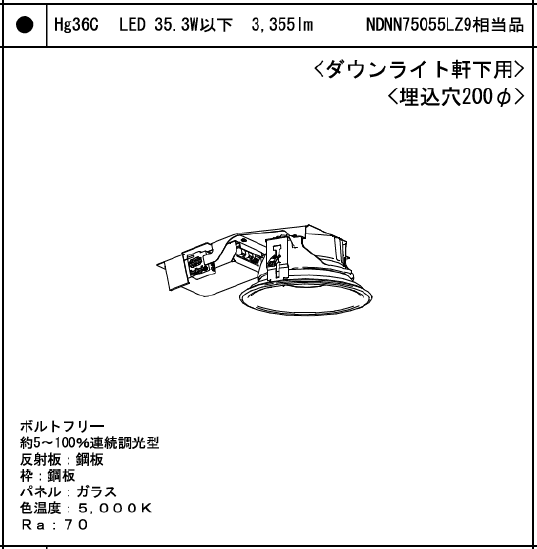 ● Hg36C LED 35.3W以下 3,355lm NDNN75055LZ9相当品
<ダウンライト軒下用>
<埋込穴200φ>
ボルトフリー
約5～100%連続調光型
反射板：鋼板
枠：鋼板
パネル：ガラス
色温度：５，０００Ｋ
Ｒａ：７０